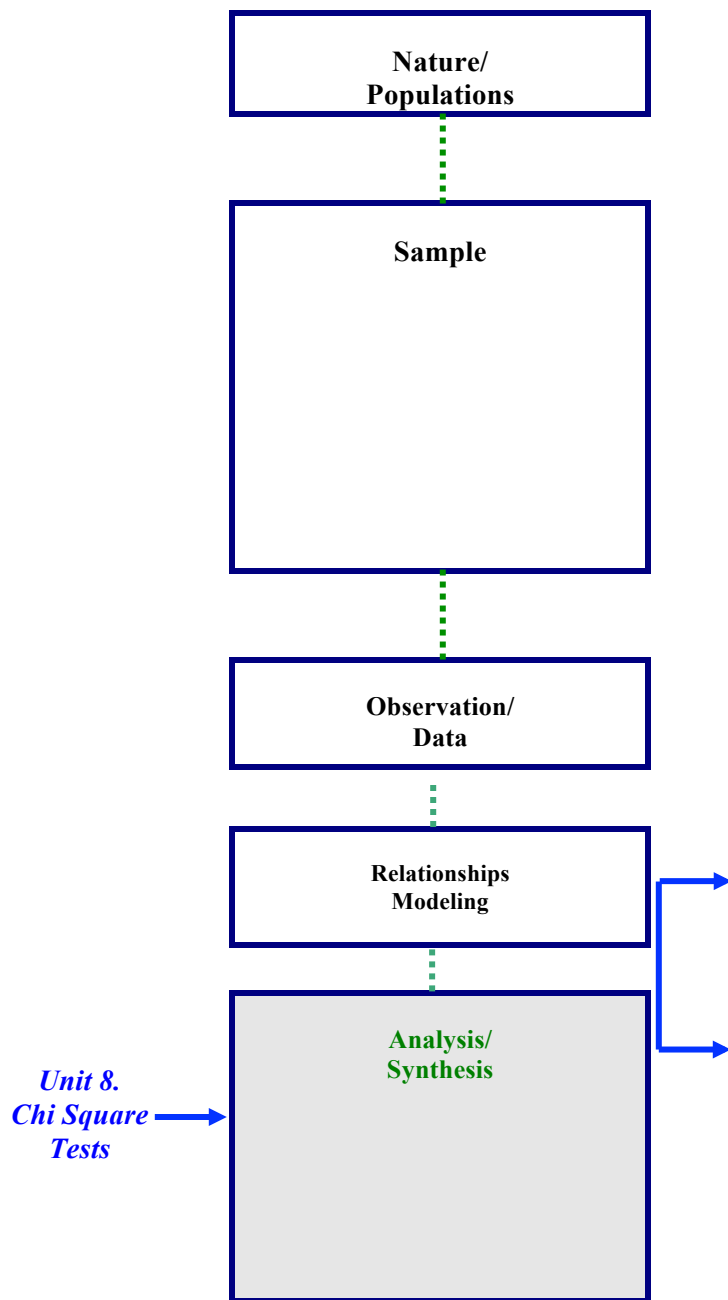 Nature/
Populations
Sample
Observation/
Data
Relationships
Modeling
Analysis/
Synthesis
Unit 8.
Chi Square
Tests